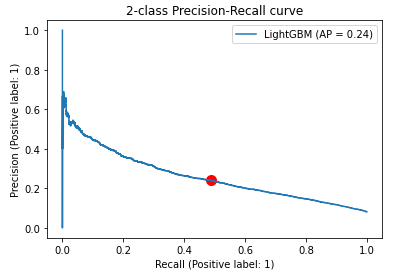 2-class Precision-Recall curve
LightGBM (AP = 0.24)
Precision (Positive label: 1)
1.0
0.8
0.6
0.4
0.2
0.0
0.0 0.2 0.4 0.6 0.8 1.0
Recall (Positive label: 1)